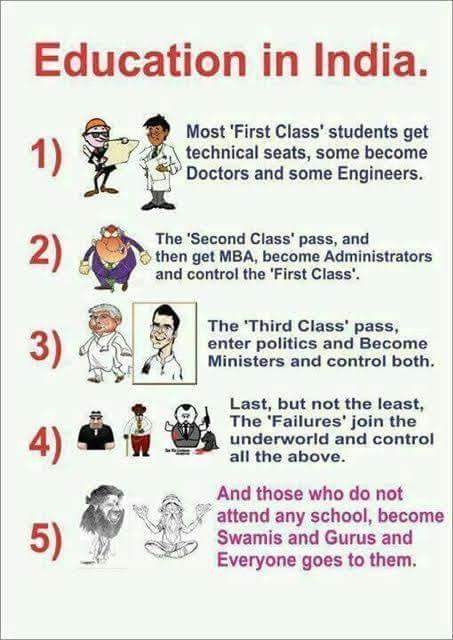 Education in India.
1)
Most 'First Class' students get
technical seats, some become
Doctors and some Engineers.
2)
The 'Second Class' pass, and
then get MBA, become Administrators
and control the 'First Class'.
3)
The 'Third Class' pass,
enter politics and Become
Ministers and control both.
4)
Last, but not the least,
The 'Failures' join the
underworld and control
all the above.
5)
And those who do not
attend any school, become
Swamis and Gurus and
Everyone goes to them.